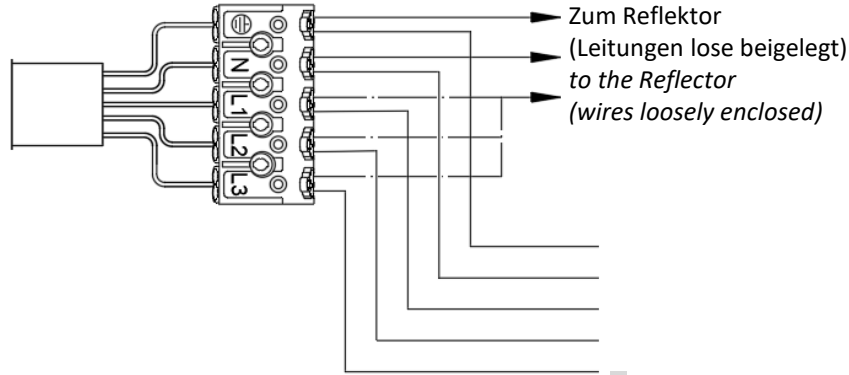 Zum Reflektor
(Leitungen lose beigelegt)
to the Reflector
(wires loosely enclosed)
N
L1
L2
L3